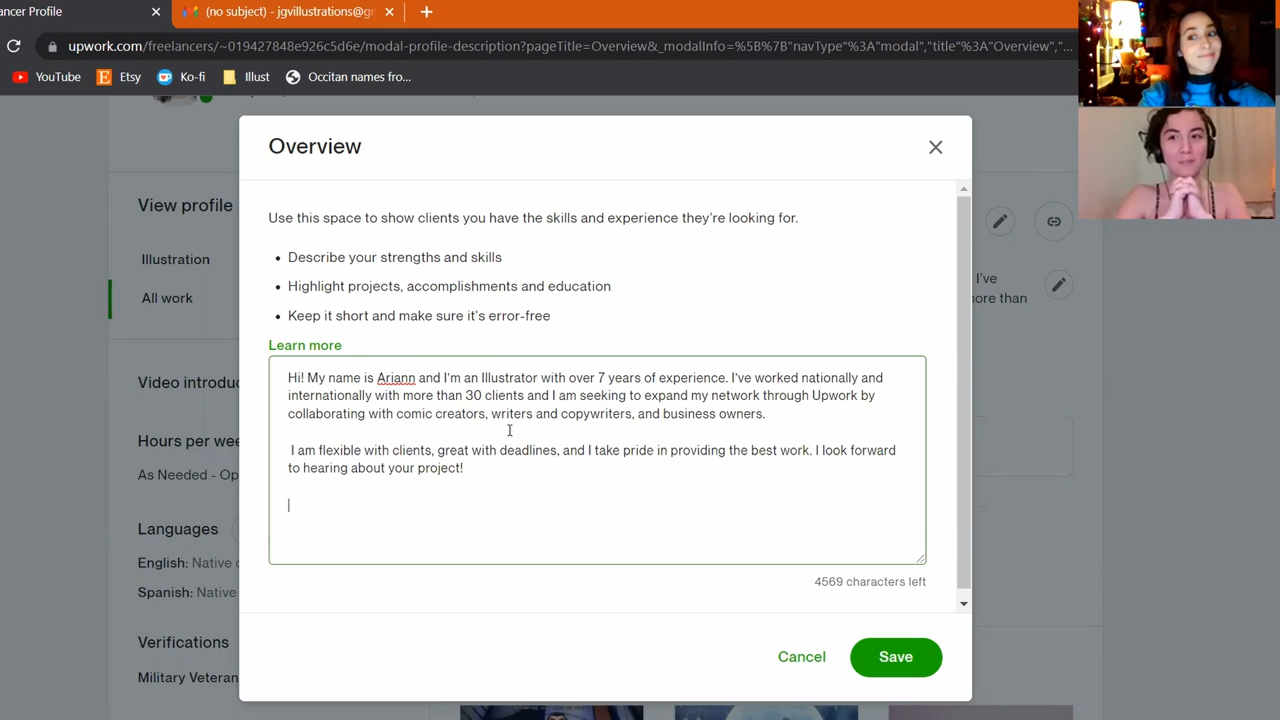 ancer Profile
(no subject) - jgvillustrations@g
upwork.com/freelancers/~019427848e926c5d6e/modal-profile-description?pageTitle=Overview&_modalInfo=%5B%7B"navType"%3A"modal","title"%3A"Overview","...
YouTube
Etsy
Ko-fi
Illust
Occitan names fro...
Overview
Use this space to show clients you have the skills and experience they're looking for.
• Describe your strengths and skills
• Highlight projects, accomplishments and education
• Keep it short and make sure it's error-free
Learn more
Hi! My name is Ariann and I'm an Illustrator with over 7 years of experience. I've worked nationally and
internationally with more than 30 clients and I am seeking to expand my network through Upwork by
collaborating with comic creators, writers and copywriters, and business owners.
I am flexible with clients, great with deadlines, and I take pride in providing the best work. I look forward
to hearing about your project!
4569 characters left
Cancel
Save
View profile
Illustration
All work
I've
nore than
Video introduc
Hours per wee
As Needed - Op
Languages
English: Native
Spanish: Native
Verifications
Military Veteran